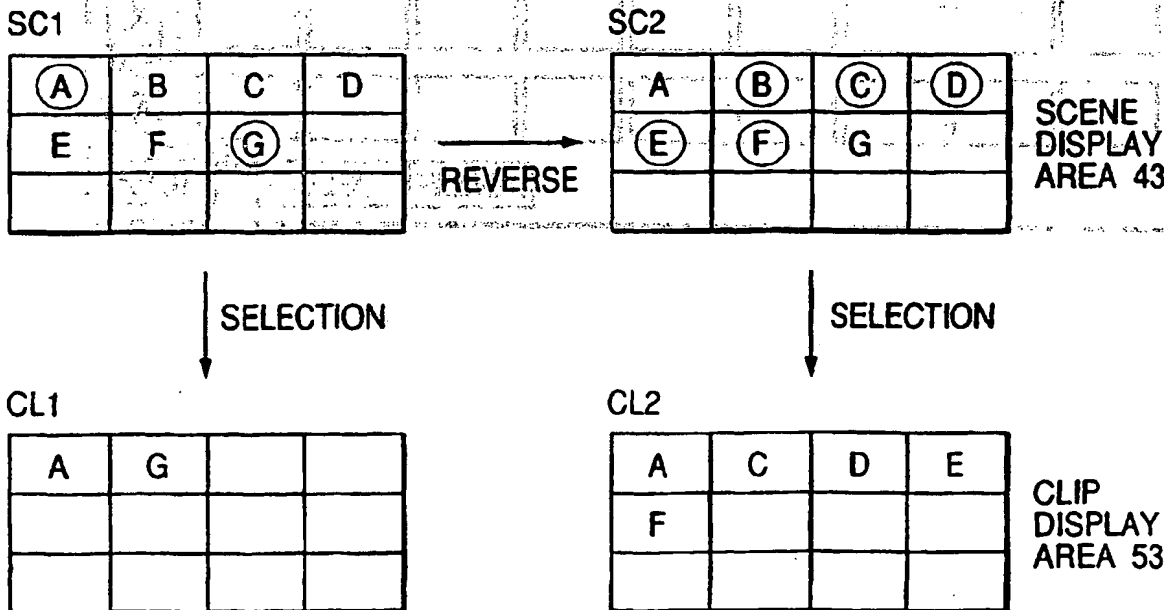 SC1
A B C D
E F G
REVERSE
SC2
A B C D
E F G
SCENE
DISPLAY
AREA 43
SELECTION
SELECTION
CL1
A G
CL2
A C D E
F
CLIP
DISPLAY
AREA 53